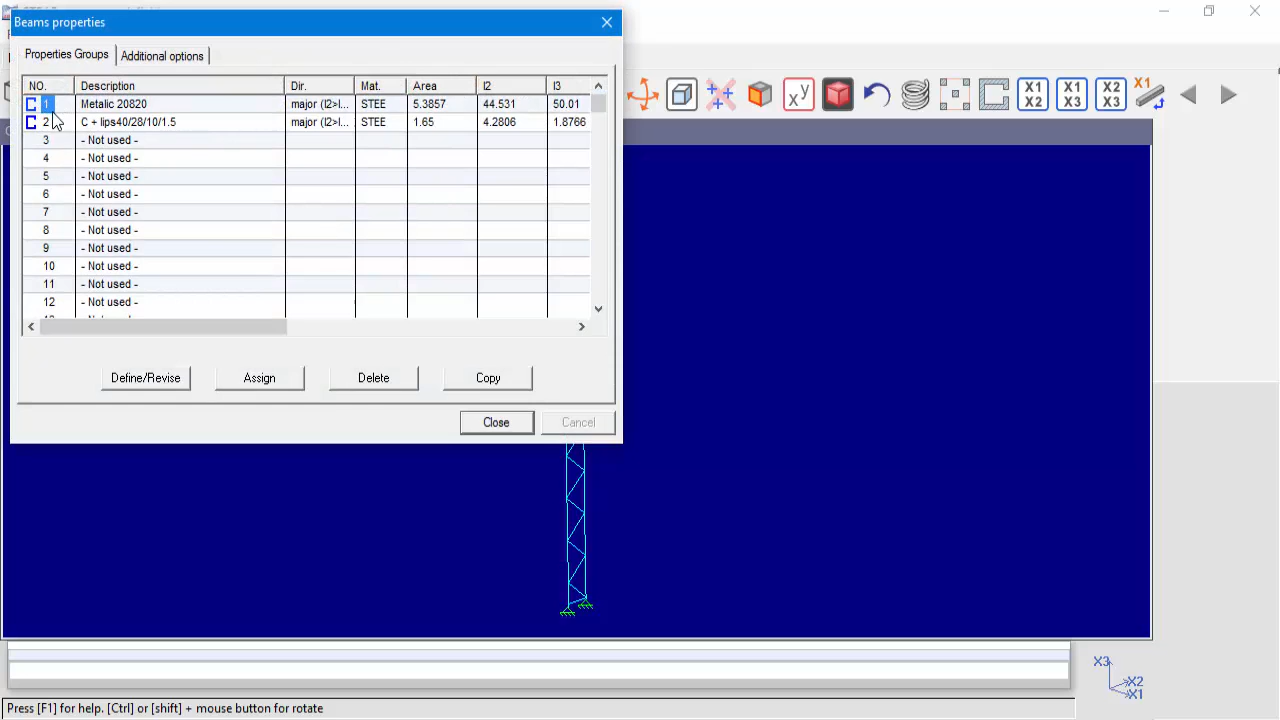 Beams properties
Properties Groups
Additional options
NO. Description Dir. Mat. Area I2 I3
1 Metalic 20820 major (I2>I... STEE 5.3857 44.531 50.01
2 C + lips40/28/10/1.5 major (I2>I... STEE 1.65 4.2806 1.8766
3 - Not used -
4 - Not used -
5 - Not used -
6 - Not used -
7 - Not used -
8 - Not used -
9 - Not used -
10 - Not used -
11 - Not used -
12 - Not used -
Define/Revise Assign Delete Copy
Close Cancel
x y
X1 X2
X1 X3
X2 X3
X1
X3
X2
X1
Press [F1] for help. [Ctrl] or [shift] + mouse button for rotate